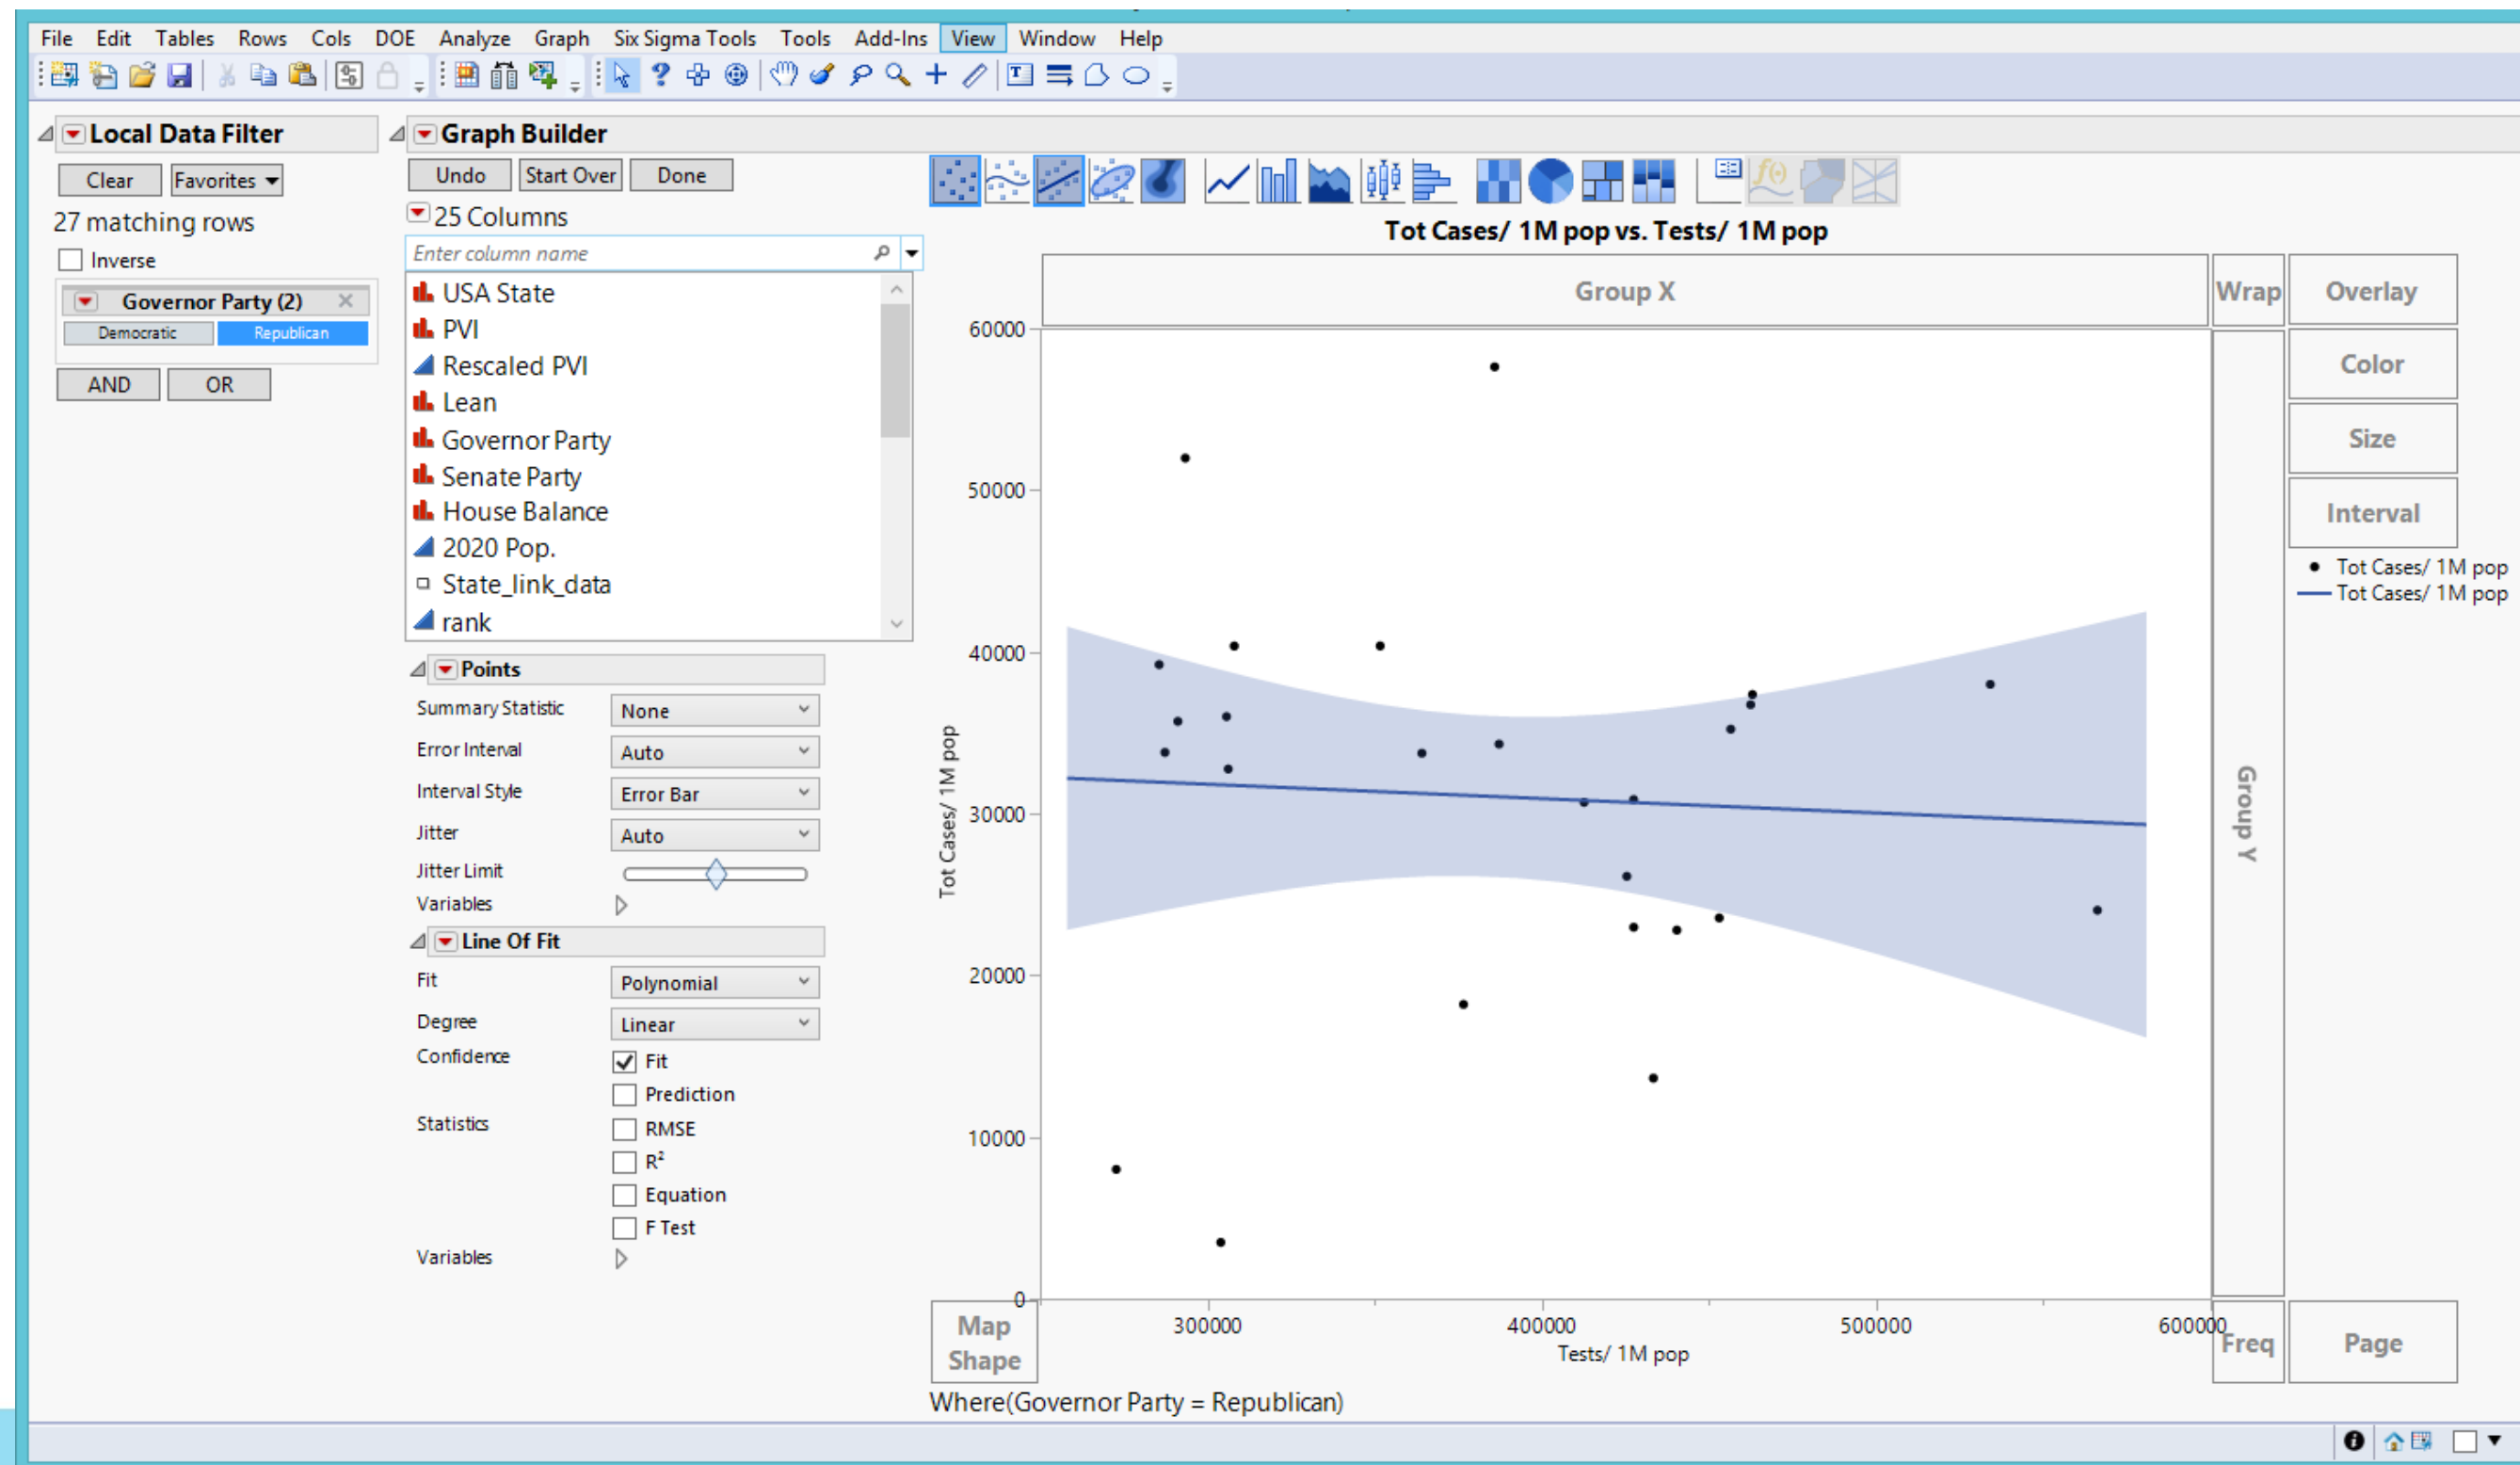 File Edit Tables Rows Cols DOE Analyze Graph Six Sigma Tools Tools Add-Ins View Window Help
Local Data Filter
Clear Favorites
27 matching rows
Inverse
Governor Party (2)
Democratic Republican
AND OR
Graph Builder
Undo Start Over Done
25 Columns
Enter column name
USA State
PVI
Rescaled PVI
Lean
Governor Party
Senate Party
House Balance
2020 Pop.
State_link_data
rank
Points
Summary Statistic None
Error Interval Auto
Interval Style Error Bar
Jitter Auto
Jitter Limit
Variables
Line Of Fit
Fit Polynomial
Degree Linear
Confidence Fit
Prediction
Statistics RMSE
R²
Equation
F Test
Variables
Tot Cases/ 1M pop vs. Tests/ 1M pop
Group X
Wrap
Overlay
Color
Size
Interval
Tot Cases/ 1M pop
Tot Cases/ 1M pop
Group Y
Tot Cases/ 1M pop
60000
50000
40000
30000
20000
10000
0
300000 400000 500000 600000
Tests/ 1M pop
Map
Shape
Freq
Page
Where(Governor Party = Republican)